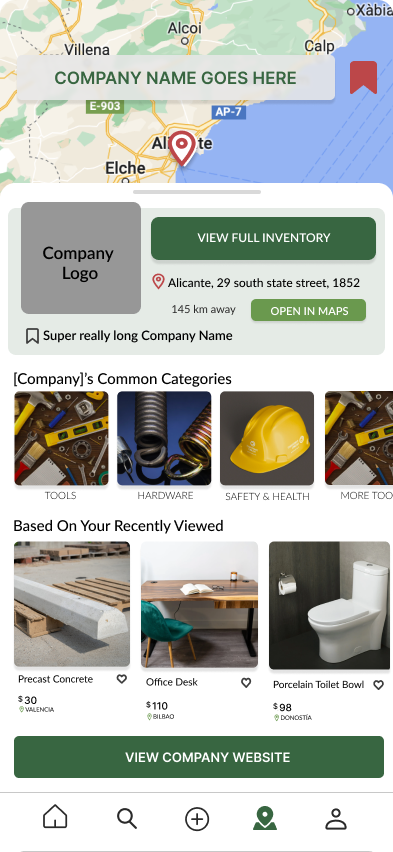 Xàbia
Alcoi
Villena
Calp
COMPANY NAME GOES HERE
E-903
AP-7
Elche
Company
Logo
VIEW FULL INVENTORY
Alicante, 29 south state street, 1852
145 km away
OPEN IN MAPS
Super really long Company Name
[Company]'s Common Categories
TOOLS
HARDWARE
SAFETY & HEALTH
MORE TOO
Based On Your Recently Viewed
Precast Concrete
$30
VALENCIA
Office Desk
$110
BILBAO
Porcelain Toilet Bowl
$98
DONOSTÍA
VIEW COMPANY WEBSITE